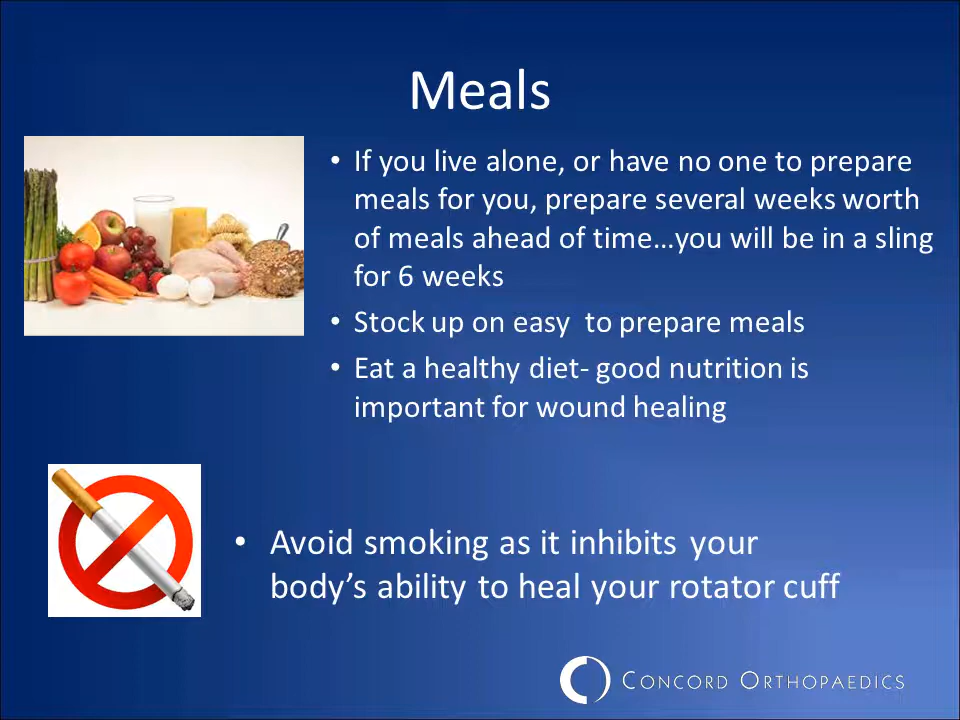 Meals
• If you live alone, or have no one to prepare
meals for you, prepare several weeks worth
of meals ahead of time...you will be in a sling
for 6 weeks
• Stock up on easy  to prepare meals
• Eat a healthy diet- good nutrition is
important for wound healing
• Avoid smoking as it inhibits your
body's ability to heal your rotator cuff
CONCORD ORTHOPAEDICS